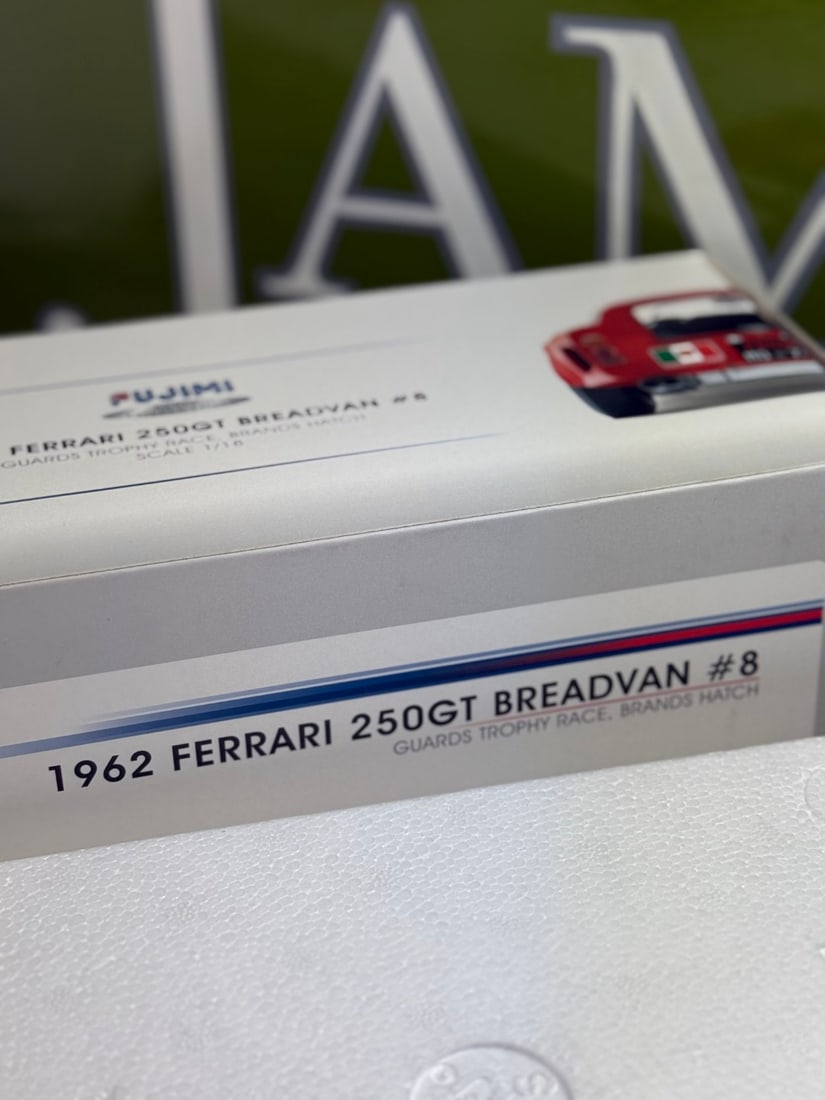 AM
FUJIMI
FERRARI 250GT BREADVAN #8
GUARDS TROPHY RACE, BRANDS HATCH
SCALE 1/18
1962 FERRARI 250GT BREADVAN #8
GUARDS TROPHY RACE, BRANDS HATCH